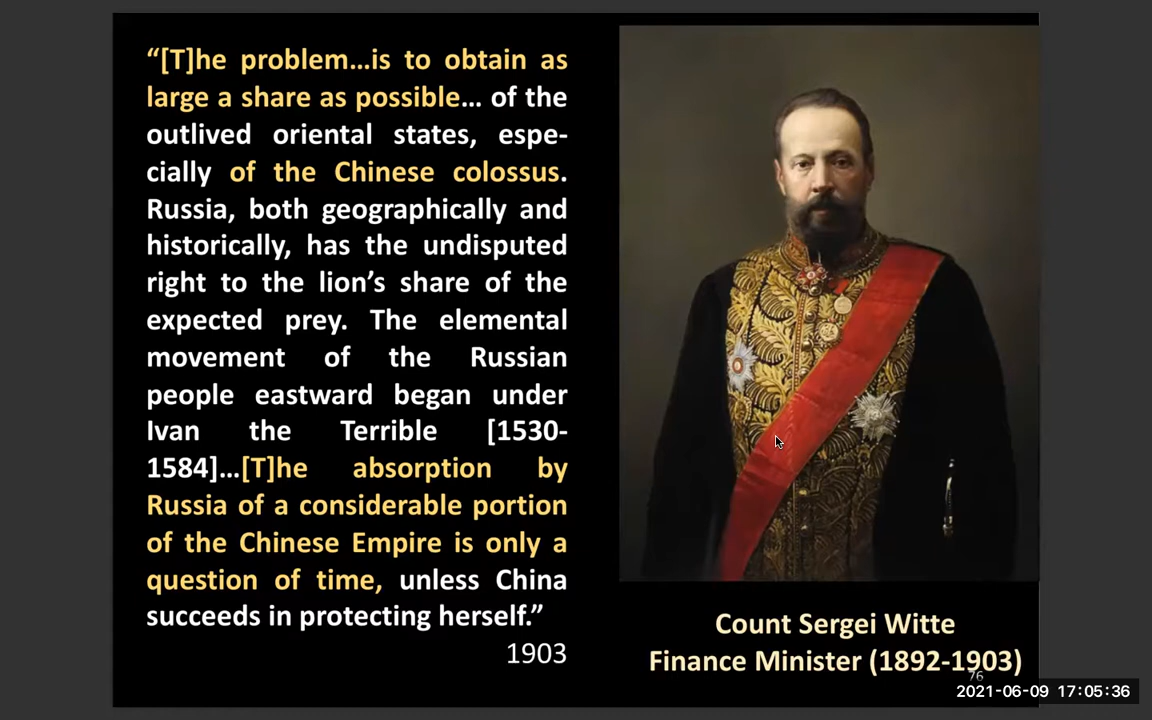 “[T]he problem…is to obtain as
large a share as possible… of the
outlived oriental states, espe-
cially of the Chinese colossus.
Russia, both geographically and
historically, has the undisputed
right to the lion’s share of the
expected prey. The elemental
movement of the Russian
people eastward began under
Ivan the Terrible [1530-
1584]…[T]he absorption by
Russia of a considerable portion
of the Chinese Empire is only a
question of time, unless China
succeeds in protecting herself.”
1903
Count Sergei Witte
Finance Minister (1892-1903)
76
2021-06-09 17:05:36